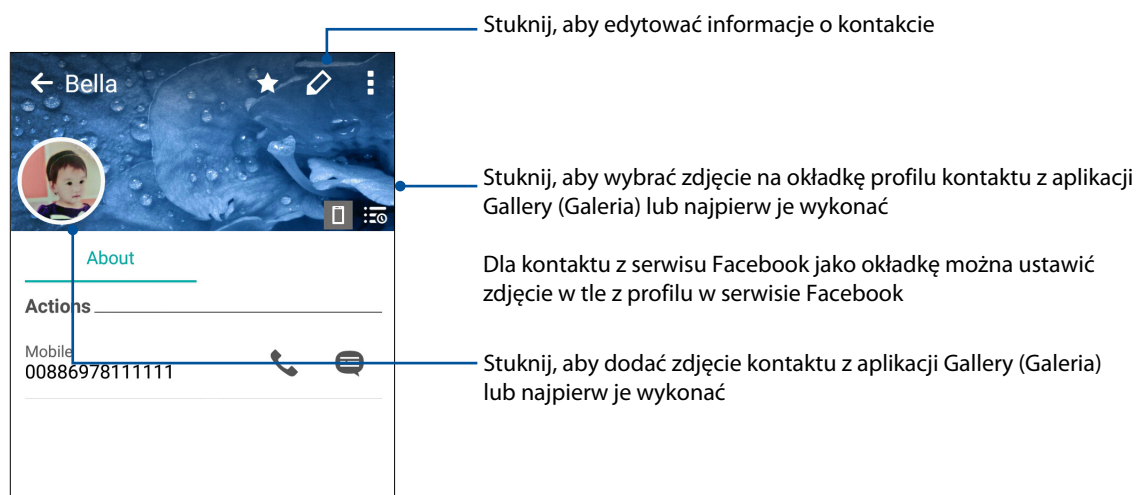 Stuknij, aby edytować informacje o kontakcie
Bella
Stuknij, aby wybrać zdjęcie na okładkę profilu kontaktu z aplikacji
Gallery (Galeria) lub najpierw je wykonać
Dla kontaktu z serwisu Facebook jako okładkę można ustawić
zdjęcie w tle z profilu w serwisie Facebook
About
Actions
Mobile
00886978111111
Stuknij, aby dodać zdjęcie kontaktu z aplikacji Gallery (Galeria)
lub najpierw je wykonać